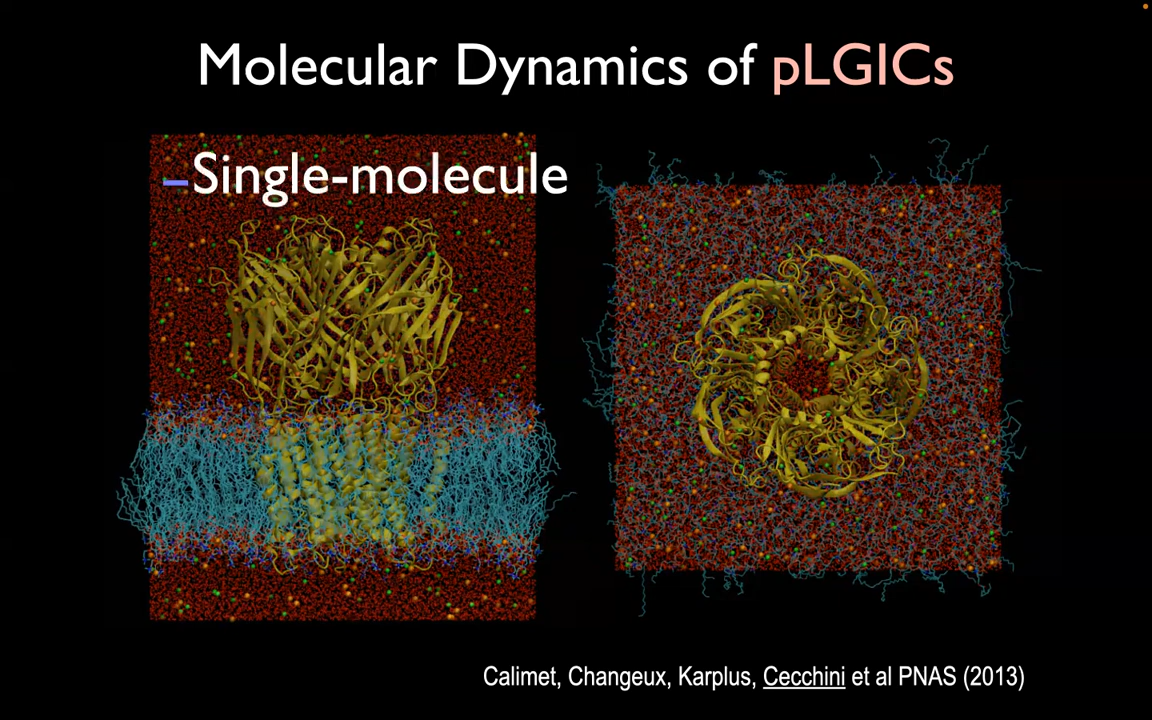 Molecular Dynamics of pLGICs
–Single-molecule
Calimet, Changeux, Karplus, Cecchini et al PNAS (2013)